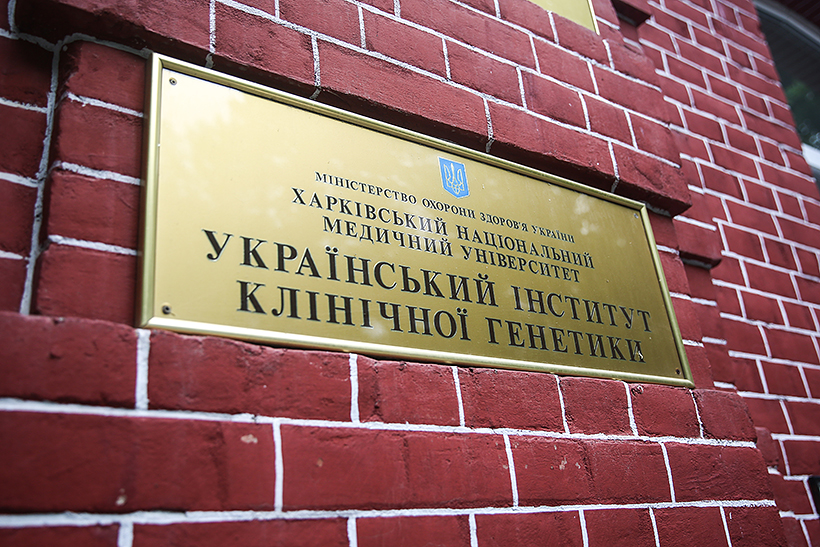 МІНІСТЕРСТВО ОХОРОНИ ЗДОРОВ'Я УКРАЇНИ
ХАРКІВСЬКИЙ НАЦІОНАЛЬНИЙ
МЕДИЧНИЙ УНІВЕРСИТЕТ
УКРАЇНСЬКИЙ ІНСТИТУТ
КЛІНІЧНОЇ ГЕНЕТИКИ